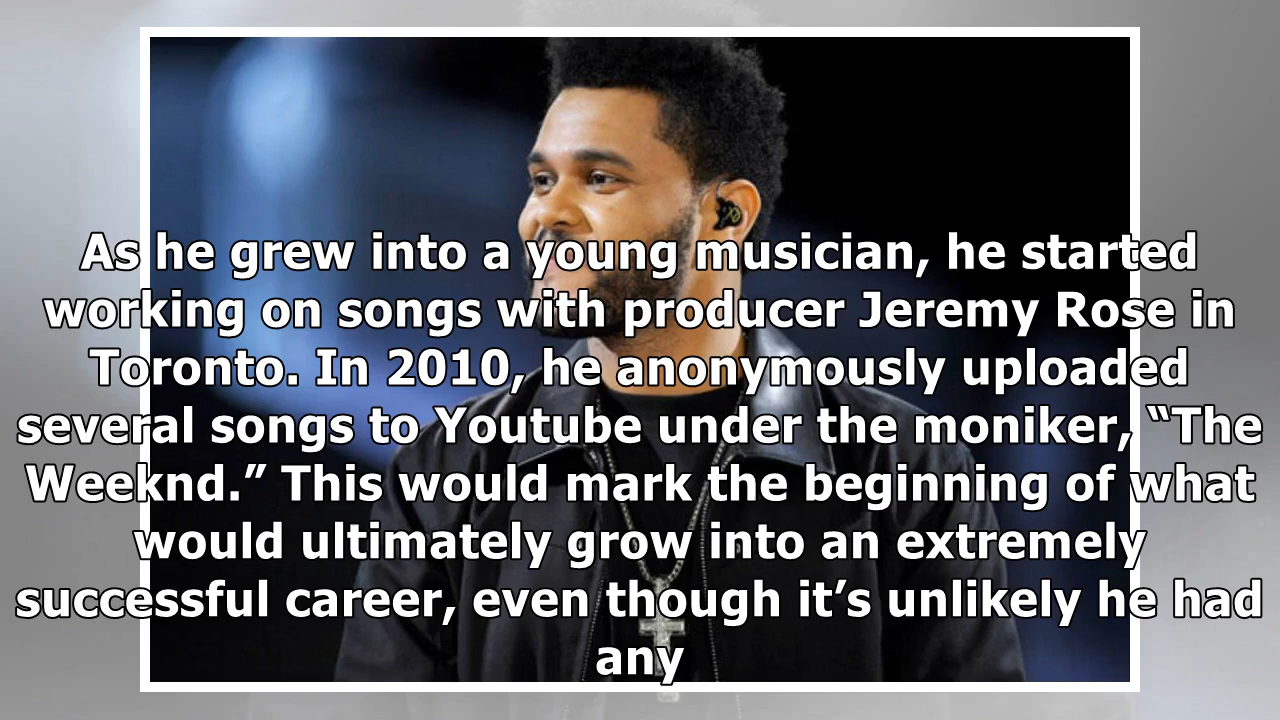 As he grew into a young musician, he started
working on songs with producer Jeremy Rose in
Toronto. In 2010, he anonymously uploaded
several songs to Youtube under the moniker, “The
Weeknd.” This would mark the beginning of what
would ultimately grow into an extremely
successful career, even though it’s unlikely he had
any